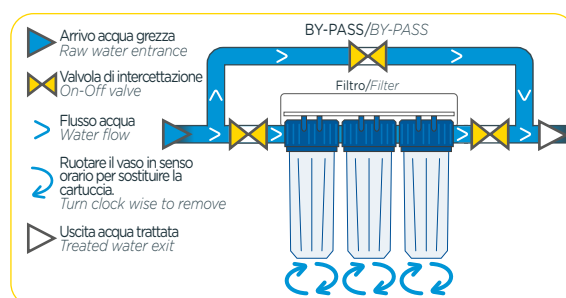 Arrivo acqua grezza
Raw water entrance
Valvola di intercettazione
On-Off valve
Flusso acqua
Water flow
Ruotare il vaso in senso
orario per sostituire la
cartuccia.
Turn clock wise to remove
Uscita acqua trattata
Treated water exit
BY-PASS/BY-PASS
Filtro/Filter